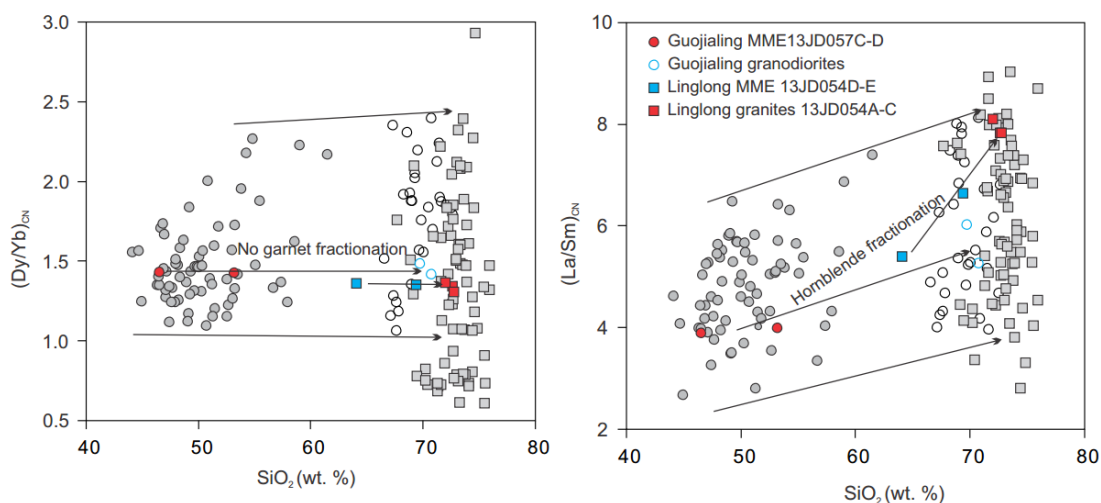 3.0
2.5
2.0
1.5
1.0
0.5
(Dy/Yb)CN
No garnet fractionation
40
50
60
70
80
SiO2 (wt. %)
10
8
6
4
2
(La/Sm)CN
Guojialing MME13JD057C-D
Guojialing granodiorites
Linglong MME 13JD054D-E
Linglong granites 13JD054A-C
Hornblende fractionation
40
50
60
70
80
SiO2 (wt. %)